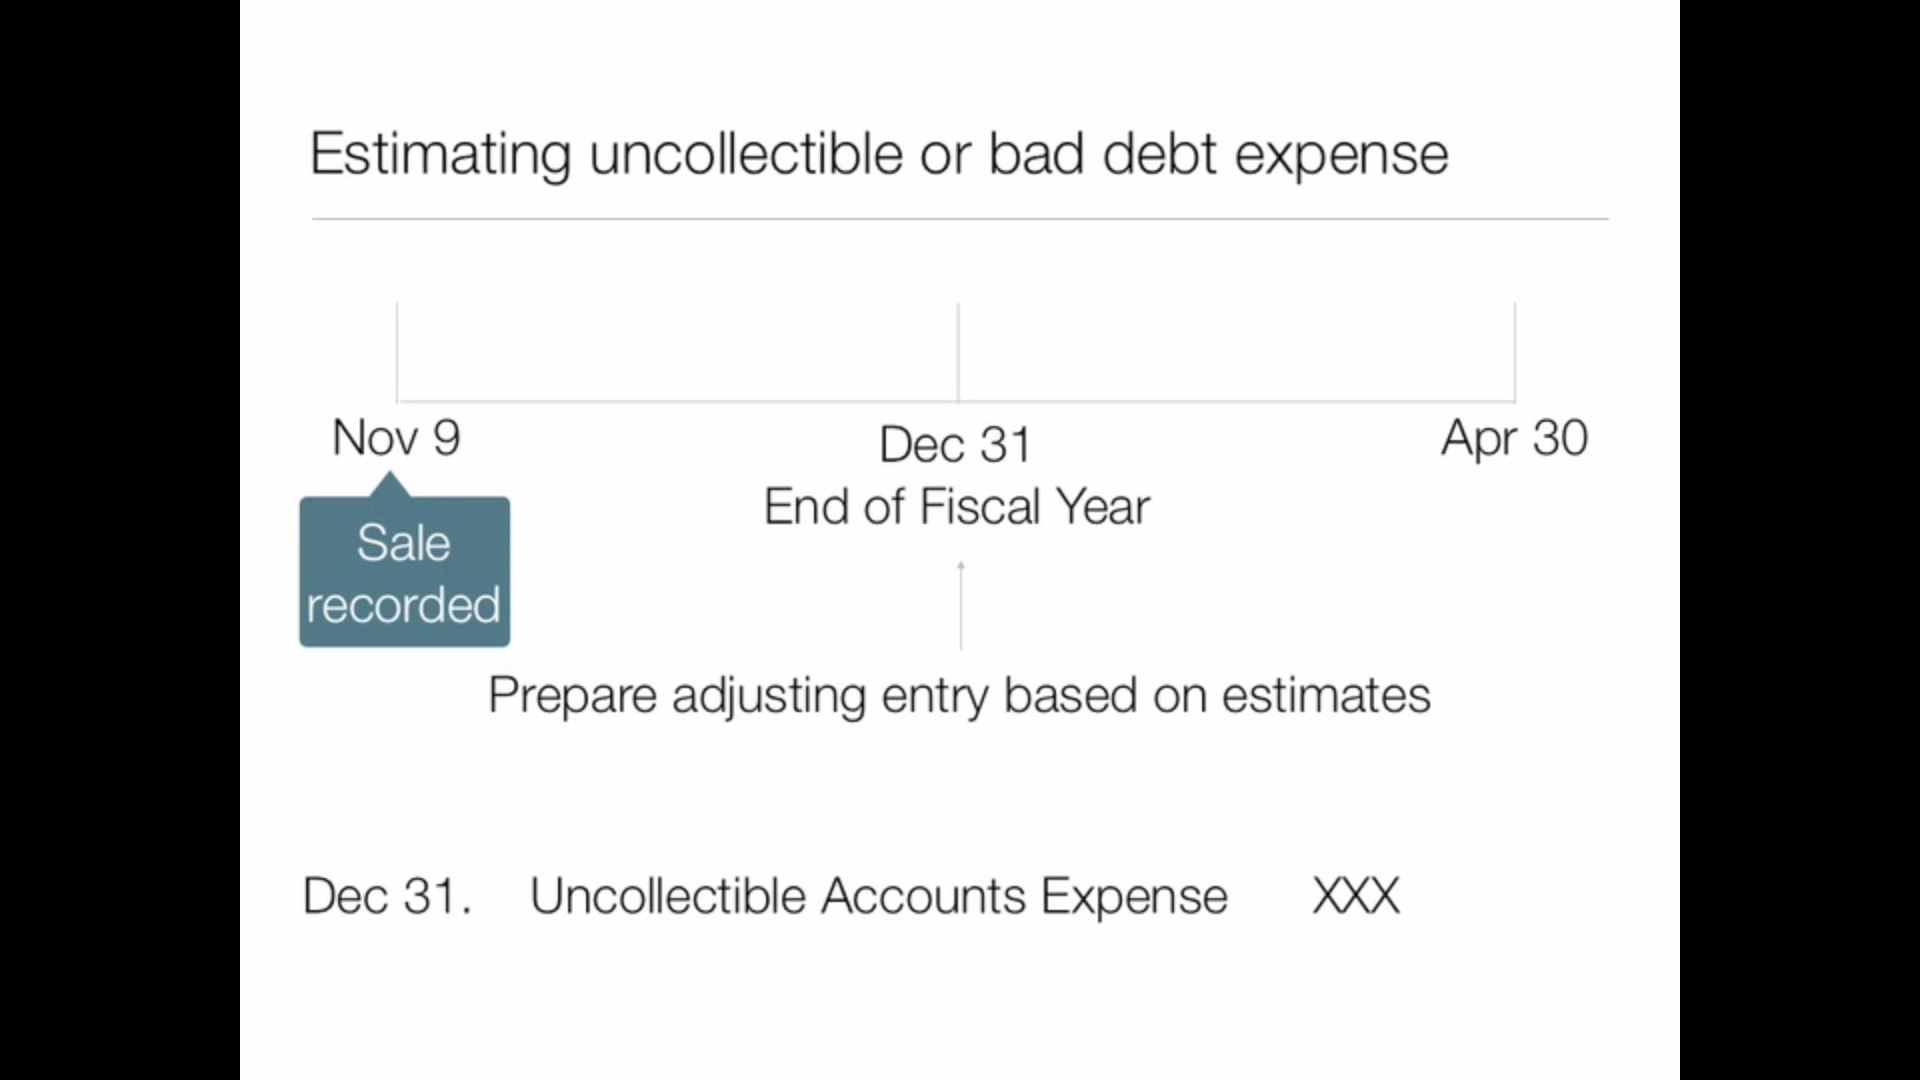 Estimating uncollectible or bad debt expense
Nov 9
Dec 31
Apr 30
End of Fiscal Year
Sale
recorded
Prepare adjusting entry based on estimates
Dec 31. Uncollectible Accounts Expense XXX